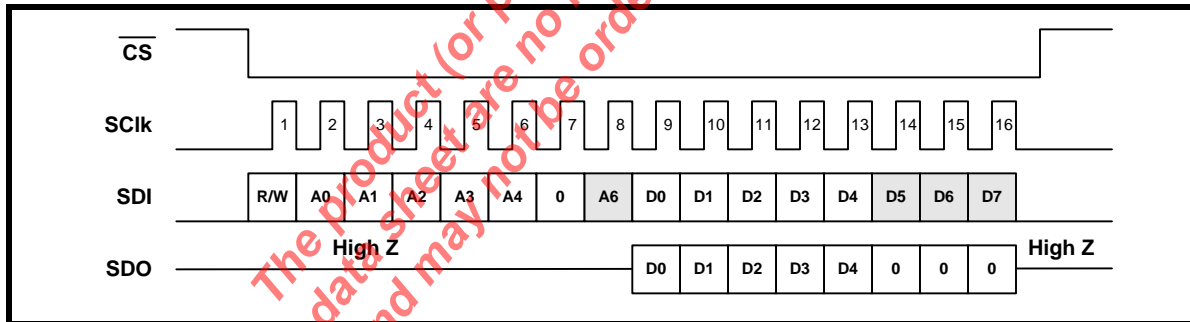 CS
SClk
1 2 3 4 5 6 7 8 9 10 11 12 13 14 15 16
SDI
R/W A0 A1 A2 A3 A4 0 A6 D0 D1 D2 D3 D4 D5 D6 D7
High Z
High Z
SDO
D0 D1 D2 D3 D4 0 0 0
The product (or p
data sheet are no
nd may not be orde